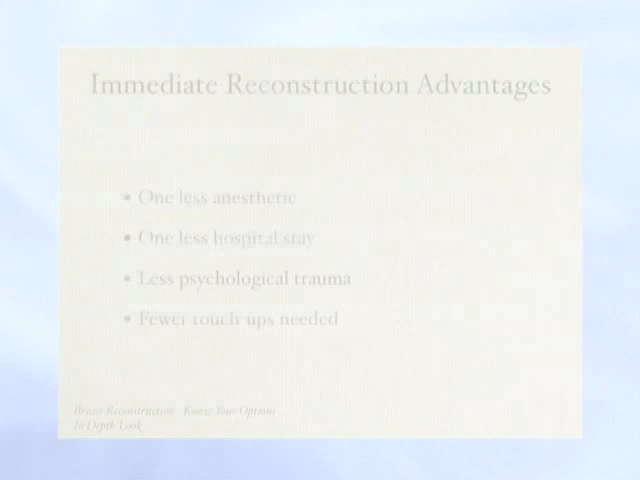 Immediate Reconstruction Advantages
• One less anesthetic
• One less hospital stay
• Less psychological trauma
• Fewer touch-ups needed
Breast Reconstruction Know Your Options
In Depth Look